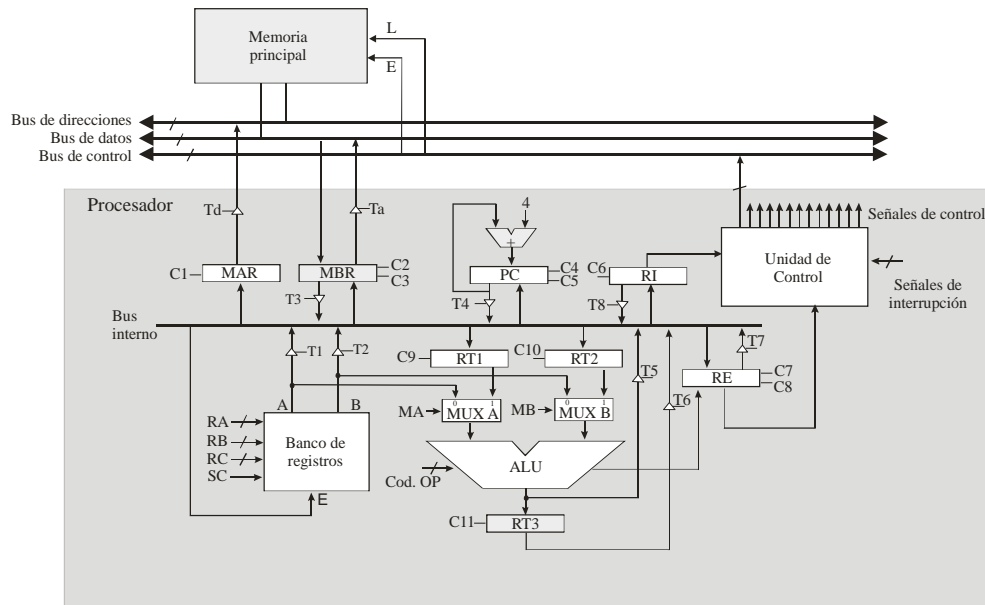 Memoria
principal
L
E
Bus de direcciones
Bus de datos
Bus de control
Procesador
Td
Ta
4
+
Señales de control
Unidad de
Control
Señales de
interrupción
C1
MAR
MBR
C2
C3
PC
C4
C5
C6
RI
T3
T4
T8
Bus
interno
T1
T2
C9
RT1
C10
RT2
T5
T6
T7
RE
C7
C8
A
B
MA
0
1
MUX A
MB
0
1
MUX B
RA
RB
RC
SC
Banco de
registros
E
ALU
Cod. OP
C11
RT3